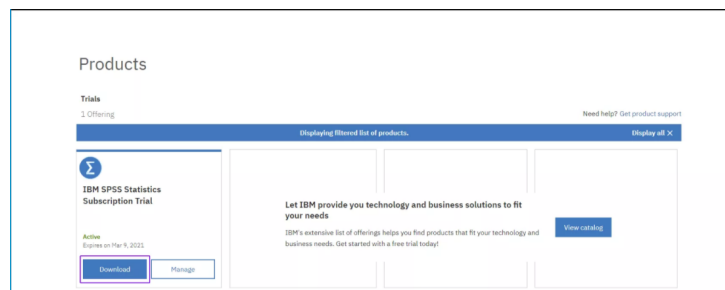 Products
Trials
1 Offering
Need help? Get product support
Displaying filtered list of products.
Display all ×
Σ
IBM SPSS Statistics
Subscription Trial
Let IBM provide you technology and business solutions to fit
your needs
IBM's extensive list of offerings helps you find products that fit your technology and
business needs. Get started with a free trial today!
View catalog
Active
Expires on Mar 9, 2021
Download
Manage